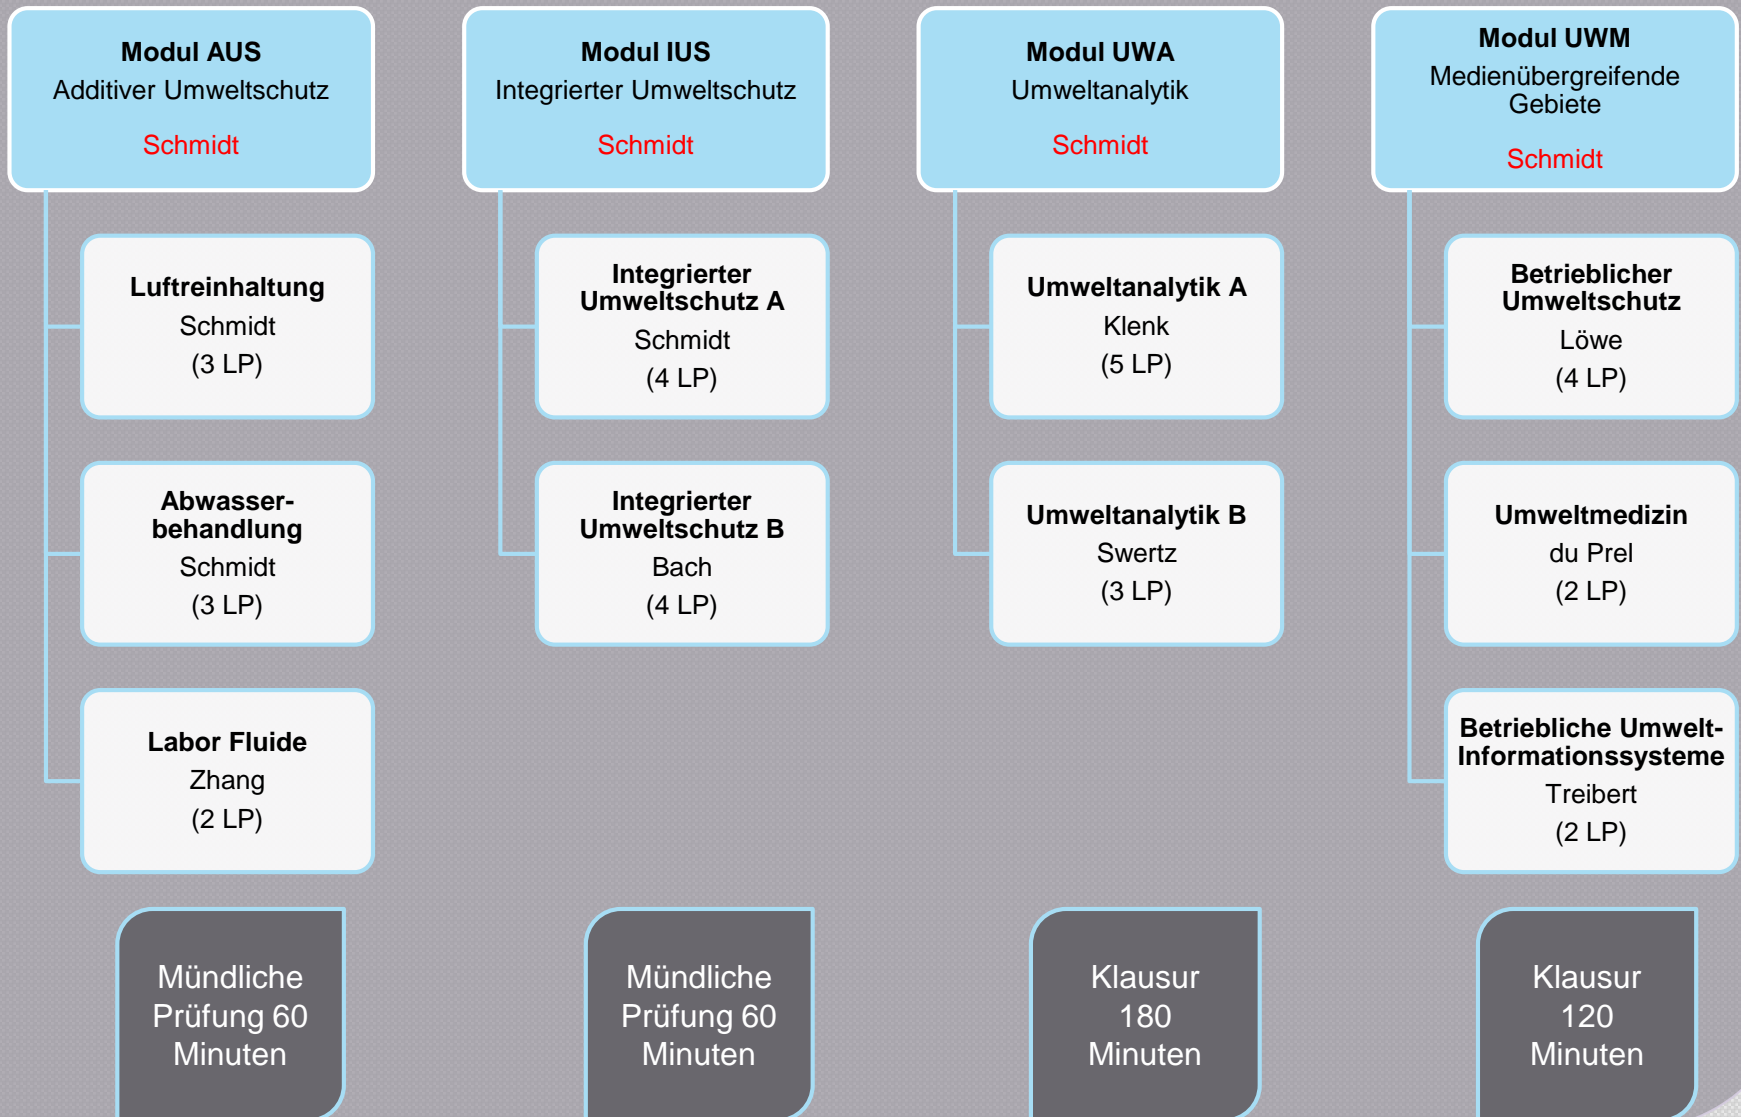 Modul AUS
Additiver Umweltschutz
Schmidt
Luftreinhaltung
Schmidt
(3 LP)
Abwasser-
behandlung
Schmidt
(3 LP)
Labor Fluide
Zhang
(2 LP)
Mündliche
Prüfung 60
Minuten
Modul IUS
Integrierter Umweltschutz
Schmidt
Integrierter
Umweltschutz A
Schmidt
(4 LP)
Integrierter
Umweltschutz B
Bach
(4 LP)
Mündliche
Prüfung 60
Minuten
Modul UWA
Umweltanalytik
Schmidt
Umweltanalytik A
Klenk
(5 LP)
Umweltanalytik B
Swertz
(3 LP)
Klausur
180
Minuten
Modul UWM
Medienübergreifende
Gebiete
Schmidt
Betrieblicher
Umweltschutz
Löwe
(4 LP)
Umweltmedizin
du Prel
(2 LP)
Betriebliche Umwelt-
Informationssysteme
Treibert
(2 LP)
Klausur
120
Minuten